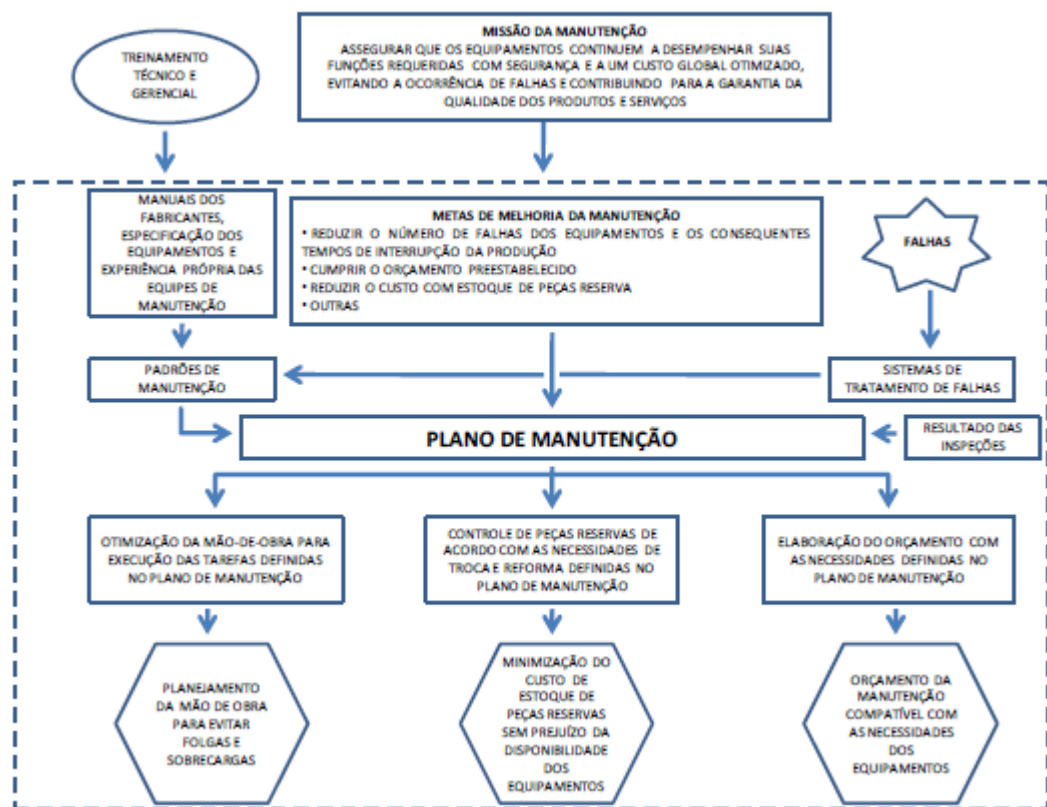 TREINAMENTO
TÉCNICO E
GERENCIAL
MISSÃO DA MANUTENÇÃO
ASSEGURAR QUE OS EQUIPAMENTOS CONTINUEM A DESEMPENHAR SUAS
FUNÇÕES REQUERIDAS COM SEGURANÇA E A UM CUSTO GLOBAL OTIMIZADO,
EVITANDO A OCORRÊNCIA DE FALHAS E CONTRIBUINDO PARA A GARANTIA DA
QUALIDADE DOS PRODUTOS E SERVIÇOS
MANUAIS DOS
FABRICANTES,
ESPECIFICAÇÃO DOS
EQUIPAMENTOS E
EXPERIÊNCIA PRÓPRIA DAS
EQUIPES DE
MANUTENÇÃO
METAS DE MELHORIA DA MANUTENÇÃO
• REDUZIR O NÚMERO DE FALHAS DOS EQUIPAMENTOS E OS CONSEQUENTES
TEMPOS DE INTERRUPÇÃO DA PRODUÇÃO
• CUMPRIR O ORÇAMENTO PREESTABELECIDO
• REDUZIR O CUSTO COM ESTOQUE DE PEÇAS RESERVA
• OUTRAS
FALHAS
PADRÕES DE
MANUTENÇÃO
SISTEMAS DE
TRATAMENTO DE FALHAS
PLANO DE MANUTENÇÃO
RESULTADO DAS
INSPEÇÕES
OTIMIZAÇÃO DA MÃO-DE-OBRA PARA
EXECUÇÃO DAS TAREFAS DEFINIDAS
NO PLANO DE MANUTENÇÃO
CONTROLE DE PEÇAS RESERVAS DE
ACORDO COM AS NECESSIDADES DE
TROCA E REFORMA DEFINIDAS NO
PLANO DE MANUTENÇÃO
ELABORAÇÃO DO ORÇAMENTO COM
AS NECESSIDADES DEFINIDAS NO
PLANO DE MANUTENÇÃO
PLANEJAMENTO
DA MÃO DE OBRA
PARA EVITAR
FOLGAS E
SOBRECARGAS
MINIMIZAÇÃO DO
CUSTO DE
ESTOQUE DE
PEÇAS RESERVAS
SEM PREJUÍZO DA
DISPONIBILIDADE
DOS
EQUIPAMENTOS
ORÇAMENTO DA
MANUTENÇÃO
COMPATÍVEL COM
AS NECESSIDADES
DOS
EQUIPAMENTOS